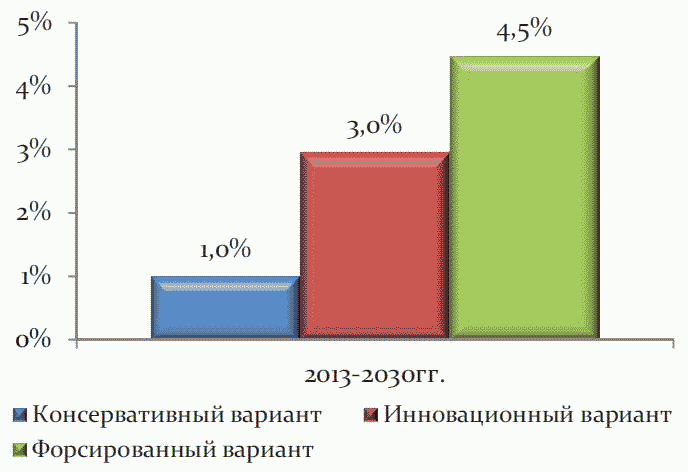 5%
4,5%
4%
3,0%
3%
2%
1,0%
1%
0%
2013-2030гг.
Консервативный вариант
Инновационный вариант
Форсированный вариант